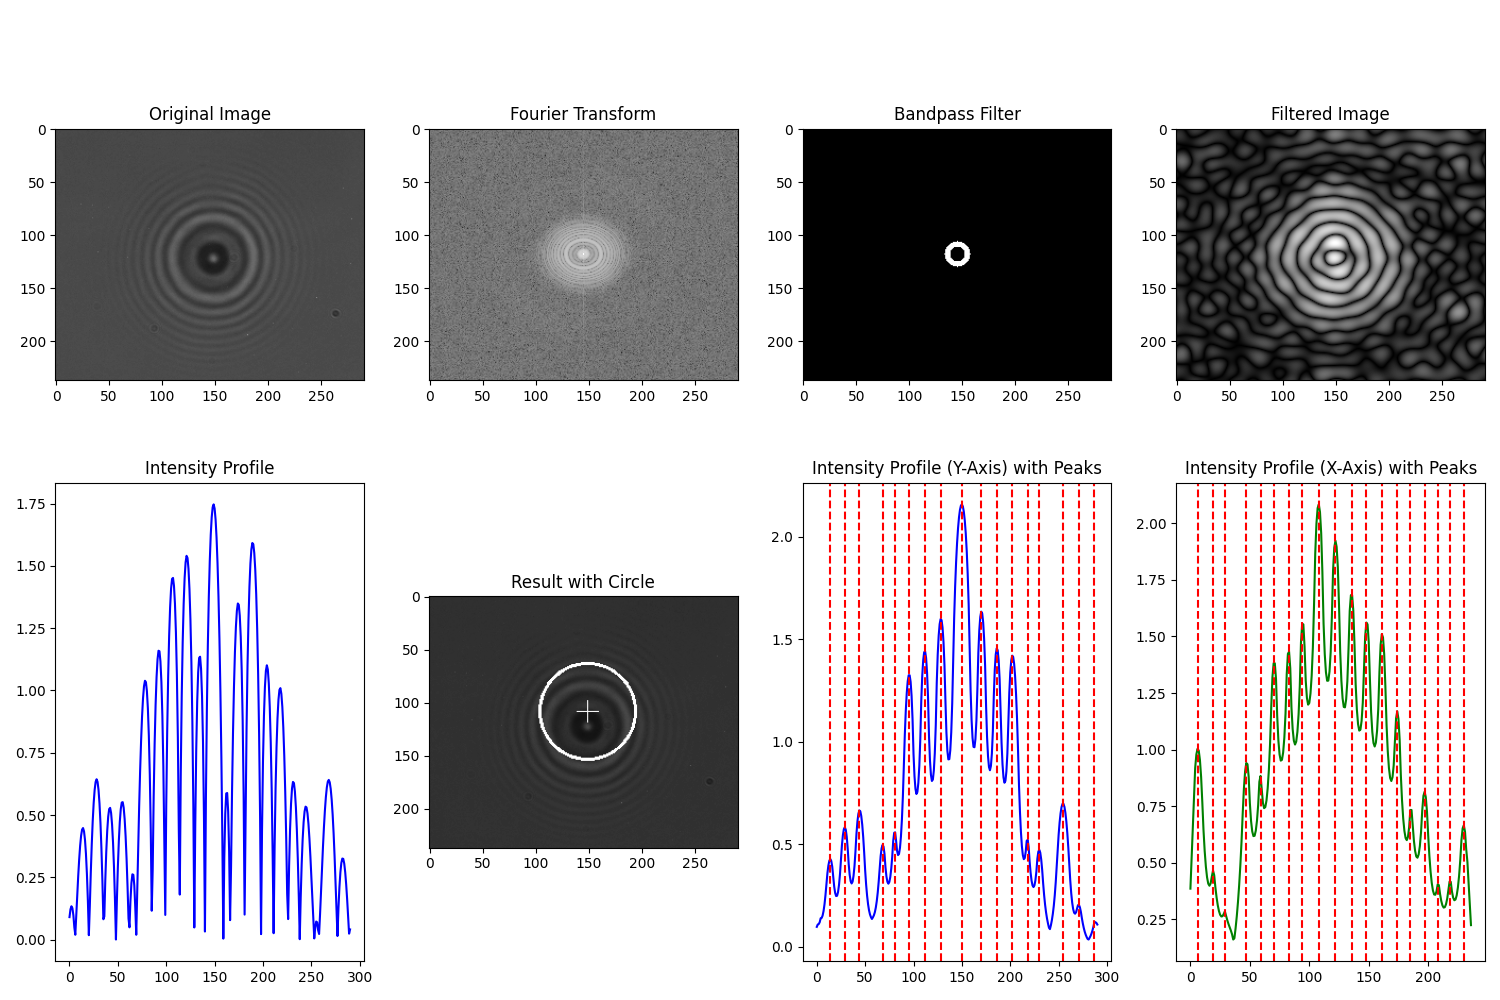 Original Image
Fourier Transform
Bandpass Filter
Filtered Image
0
50
100
150
200
0 50 100 150 200 250
0
50
100
150
200
0 50 100 150 200 250
0
50
100
150
200
0 50 100 150 200 250
0
50
100
150
200
0 50 100 150 200 250
Intensity Profile
1.75
1.50
1.25
1.00
0.75
0.50
0.25
0.00
0 50 100 150 200 250 300
Result with Circle
0
50
100
150
200
0 50 100 150 200 250
Intensity Profile (Y-Axis) with Peaks
2.0
1.5
1.0
0.5
0.0
0 50 100 150 200 250 300
Intensity Profile (X-Axis) with Peaks
2.00
1.75
1.50
1.25
1.00
0.75
0.50
0.25
0 50 100 150 200